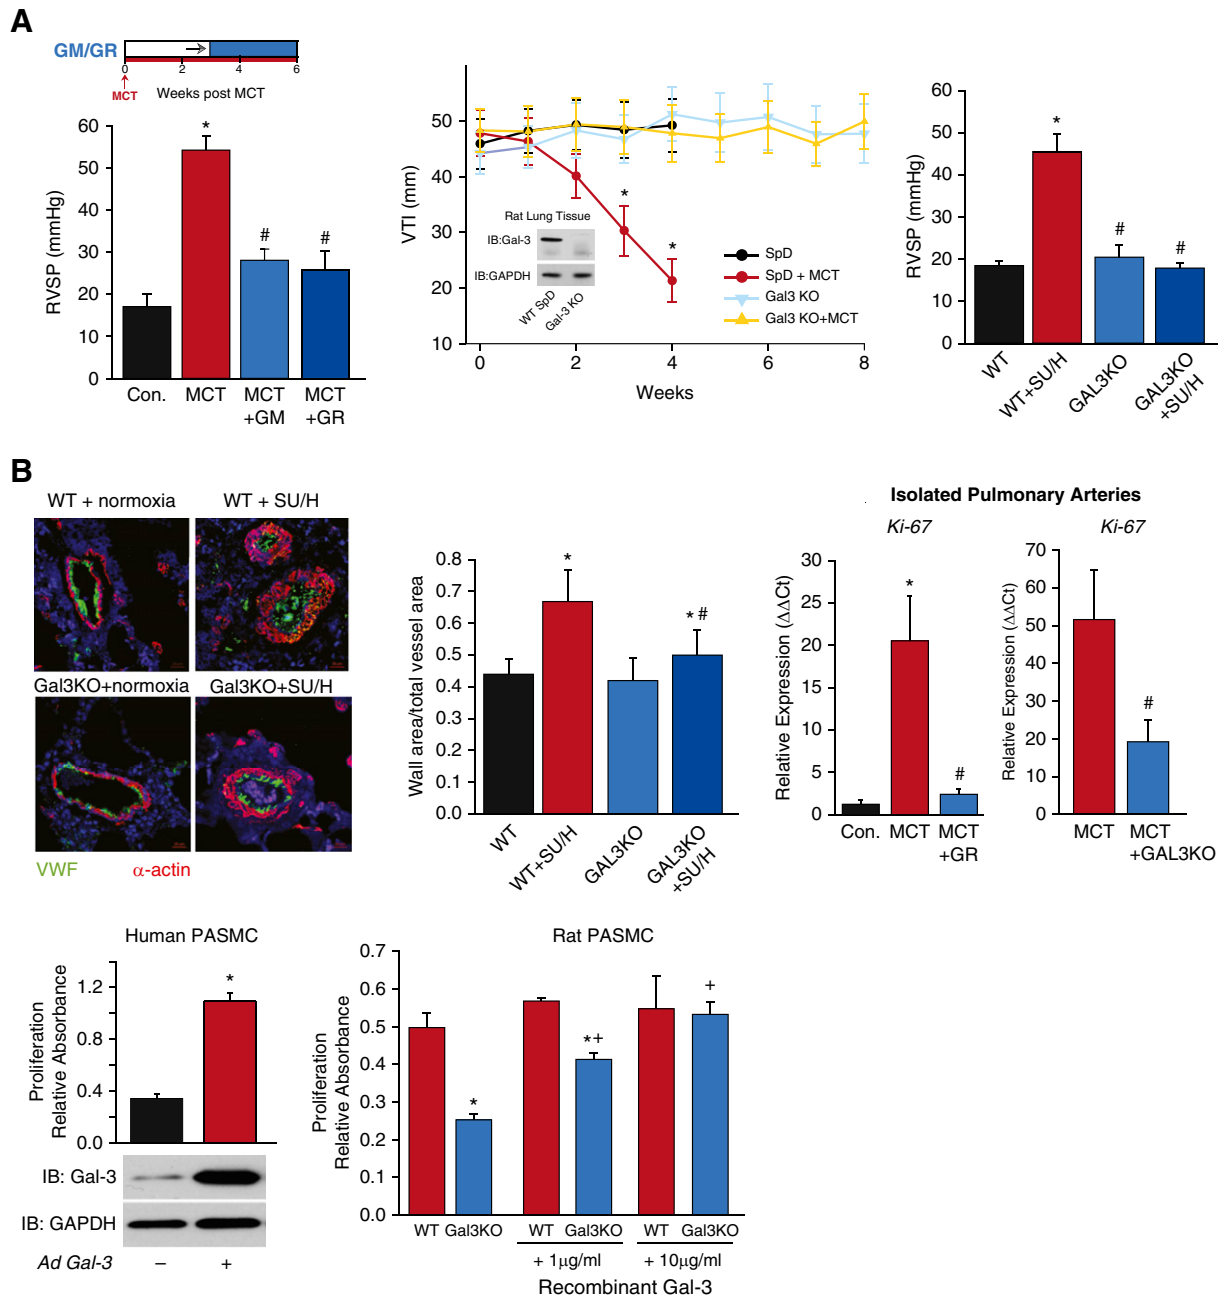 A
GM/GR
0 2 4 6
MCT
Weeks post MCT
RVSP (mmHg)
60
50
40
30
20
10
0
*
#
#
Con. MCT MCT +GM MCT +GR
VTI (mm)
50
40
30
20
10
*
*
Rat Lung Tissue
IB:Gal-3
IB:GAPDH
WT SpD
Gal-3 KO
SpD
SpD + MCT
Gal3 KO
Gal3 KO+MCT
0 2 4 6 8
Weeks
RVSP (mmHg)
60
50
40
30
20
10
0
*
#
#
WT
WT+SU/H
GAL3KO
GAL3KO +SU/H
B
WT + normoxia
WT + SU/H
Gal3KO+normoxia
Gal3KO+SU/H
VWF
α-actin
Wall area/total vessel area
0.8
0.7
0.6
0.5
0.4
0.3
0.2
0.1
0.0
*
* #
WT
WT+SU/H
GAL3KO
GAL3KO +SU/H
Isolated Pulmonary Arteries
Ki-67
Relative Expression (ΔΔCt)
30
25
20
15
10
5
0
*
#
Con. MCT MCT +GR
Ki-67
Relative Expression (ΔΔCt)
70
60
50
40
30
20
10
0
#
MCT MCT +GAL3KO
Human PASMC
Proliferation
Relative Absorbance
1.2
0.8
0.4
0.0
*
IB: Gal-3
IB: GAPDH
Ad Gal-3 – +
Rat PASMC
Proliferation
Relative Absorbance
0.7
0.6
0.5
0.4
0.3
0.2
0.1
0.0
*
*+
+
WT Gal3KO WT Gal3KO WT Gal3KO
+ 1µg/ml + 10µg/ml
Recombinant Gal-3